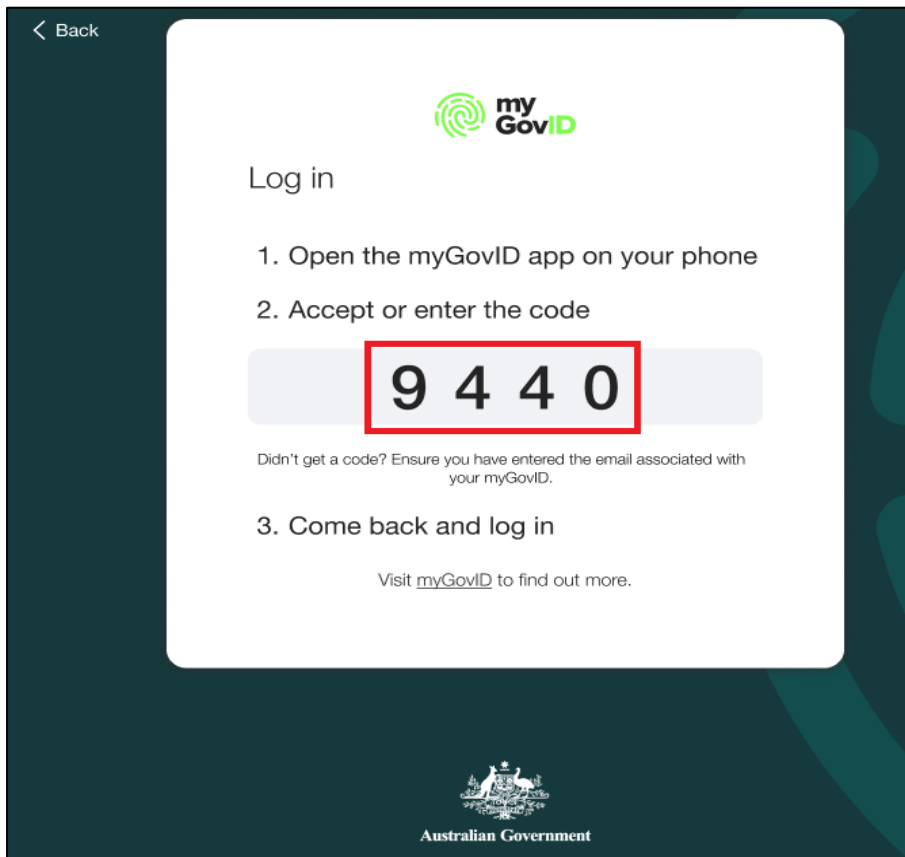 Back
my
GovID
Log in
1. Open the myGovID app on your phone
2. Accept or enter the code
9 4 4 0
Didn't get a code? Ensure you have entered the email associated with
your myGovID.
3. Come back and log in
Visit myGovID to find out more.
Australian Government